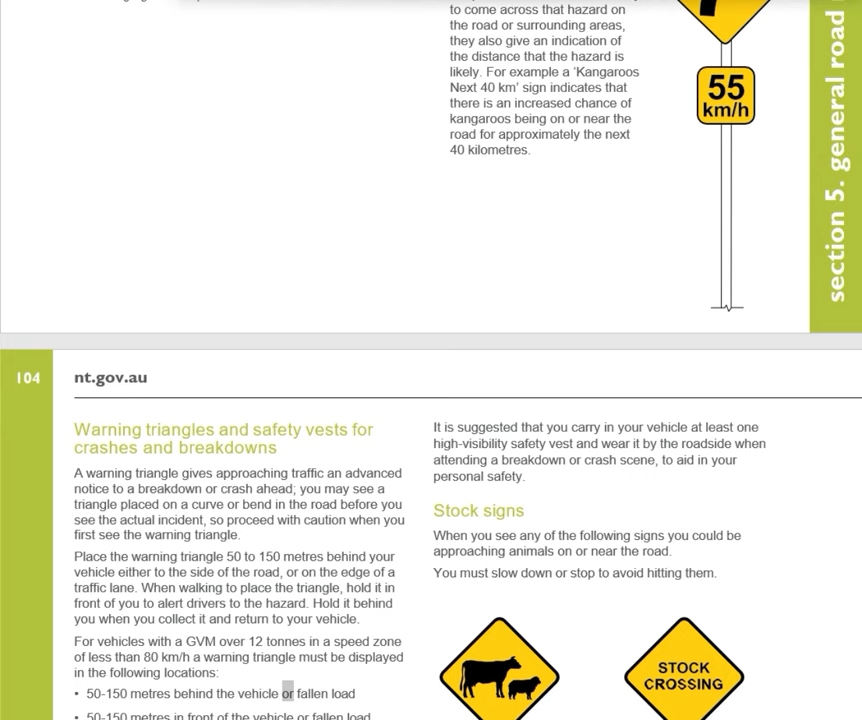 to come across that hazard on
the road or surrounding areas,
they also give an indication of
the distance that the hazard is
likely. For example a 'Kangaroos
Next 40 km' sign indicates that
there is an increased chance of
kangaroos being on or near the
road for approximately the next
40 kilometres.
55
km/h
section 5. general road
104
nt.gov.au
Warning triangles and safety vests for
crashes and breakdowns
A warning triangle gives approaching traffic an advanced
notice to a breakdown or crash ahead; you may see a
triangle placed on a curve or bend in the road before you
see the actual incident, so proceed with caution when you
first see the warning triangle.
Place the warning triangle 50 to 150 metres behind your
vehicle either to the side of the road, or on the edge of a
traffic lane. When walking to place the triangle, hold it in
front of you to alert drivers to the hazard. Hold it behind
you when you collect it and return to your vehicle.
For vehicles with a GVM over 12 tonnes in a speed zone
of less than 80 km/h a warning triangle must be displayed
in the following locations:
• 50-150 metres behind the vehicle or fallen load
• 50-150 metres in front of the vehicle or fallen load
It is suggested that you carry in your vehicle at least one
high-visibility safety vest and wear it by the roadside when
attending a breakdown or crash scene, to aid in your
personal safety.
Stock signs
When you see any of the following signs you could be
approaching animals on or near the road.
You must slow down or stop to avoid hitting them.
STOCK
CROSSING